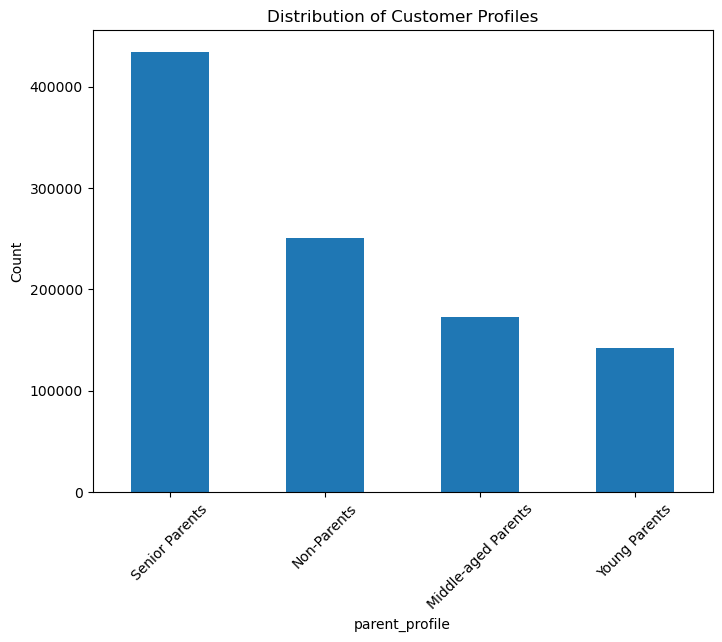 Distribution of Customer Profiles
Count
400000
300000
200000
100000
0
Senior Parents
Non-Parents
Middle-aged Parents
Young Parents
parent_profile